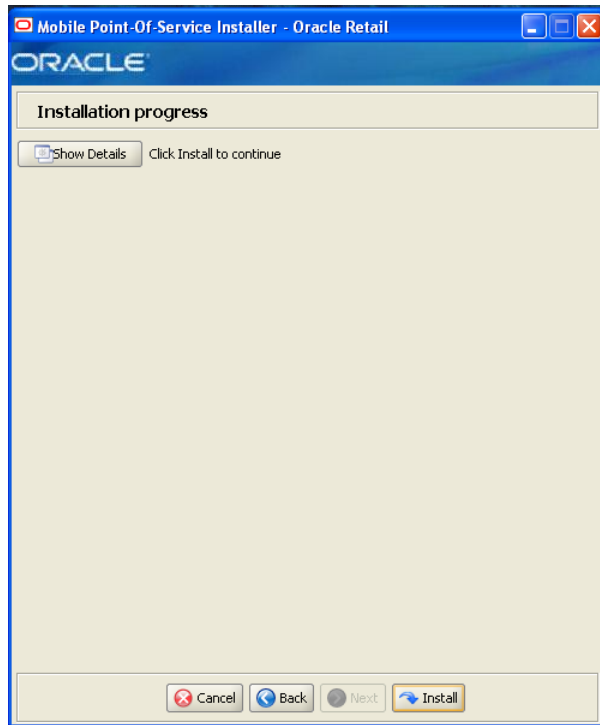 Mobile Point-Of-Service Installer - Oracle Retail
ORACLE
Installation progress
Show Details Click Install to continue
Cancel Back Next Install